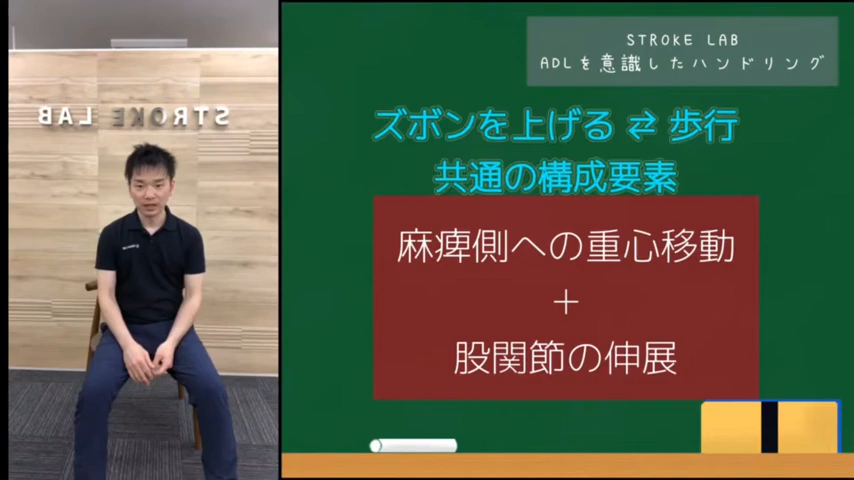 STROKE LAB
STROKE LAB
ADLを意識したハンドリング
ズボンを上げる ⇄ 歩行
共通の構成要素
麻痺側への重心移動
+
股関節の伸展